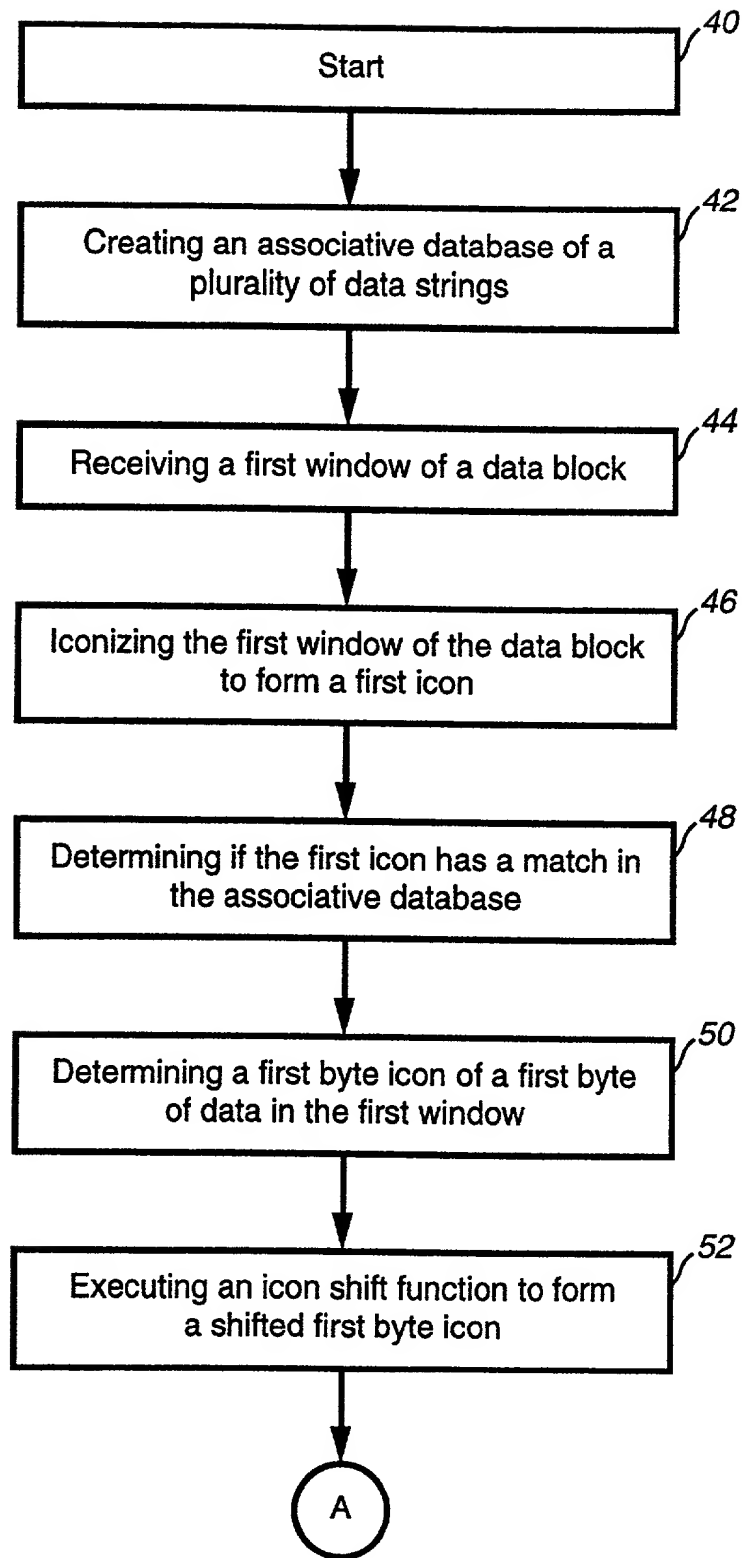 40
Start
42
Creating an associative database of a
plurality of data strings
44
Receiving a first window of a data block
46
Iconizing the first window of the data block
to form a first icon
48
Determining if the first icon has a match in
the associative database
50
Determining a first byte icon of a first byte
of data in the first window
52
Executing an icon shift function to form
a shifted first byte icon
A